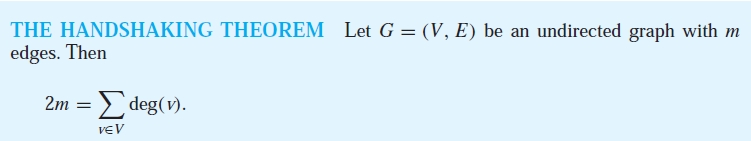 THE HANDSHAKING THEOREM Let G = (V, E) be an undirected graph with m
edges. Then
2m = ∑ deg(v).
v∈V